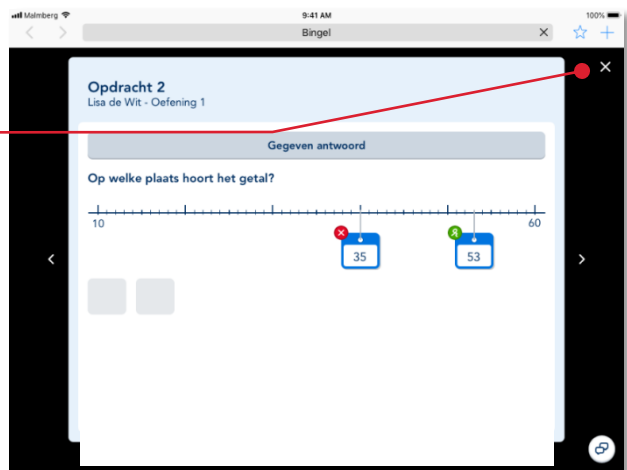 Malmberg 9:41 AM 100%
Bingel
Opdracht 2
Lisa de Wit - Oefening 1
Gegeven antwoord
Op welke plaats hoort het getal?
10 60
35 53